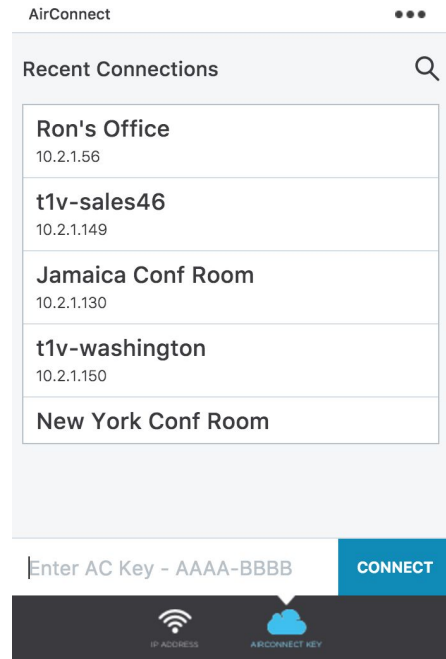 AirConnect
Recent Connections
Ron's Office
10.2.1.56
t1v-sales46
10.2.1.149
Jamaica Conf Room
10.2.1.130
t1v-washington
10.2.1.150
New York Conf Room
Enter AC Key - AAAA-BBBB
CONNECT
IP ADDRESS
AIRCONNECT KEY